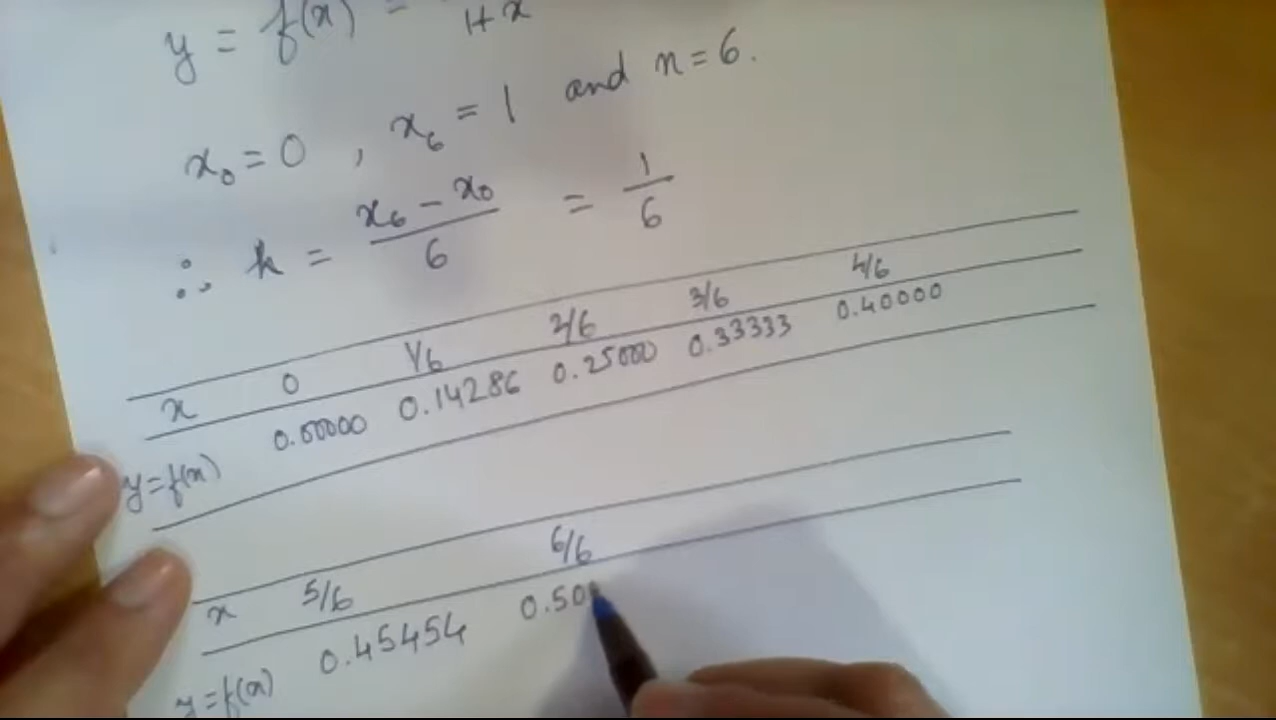 y = f(x) = 1+x
x₀ = 0 , x₆ = 1 and n = 6.
∴ h = x₆ - x₀ / 6 = 1/6
x 0 1/6 2/6 3/6 4/6
y=f(x) 0.00000 0.14286 0.25000 0.33333 0.40000
x 5/6 6/6
y=f(x) 0.45454 0.50